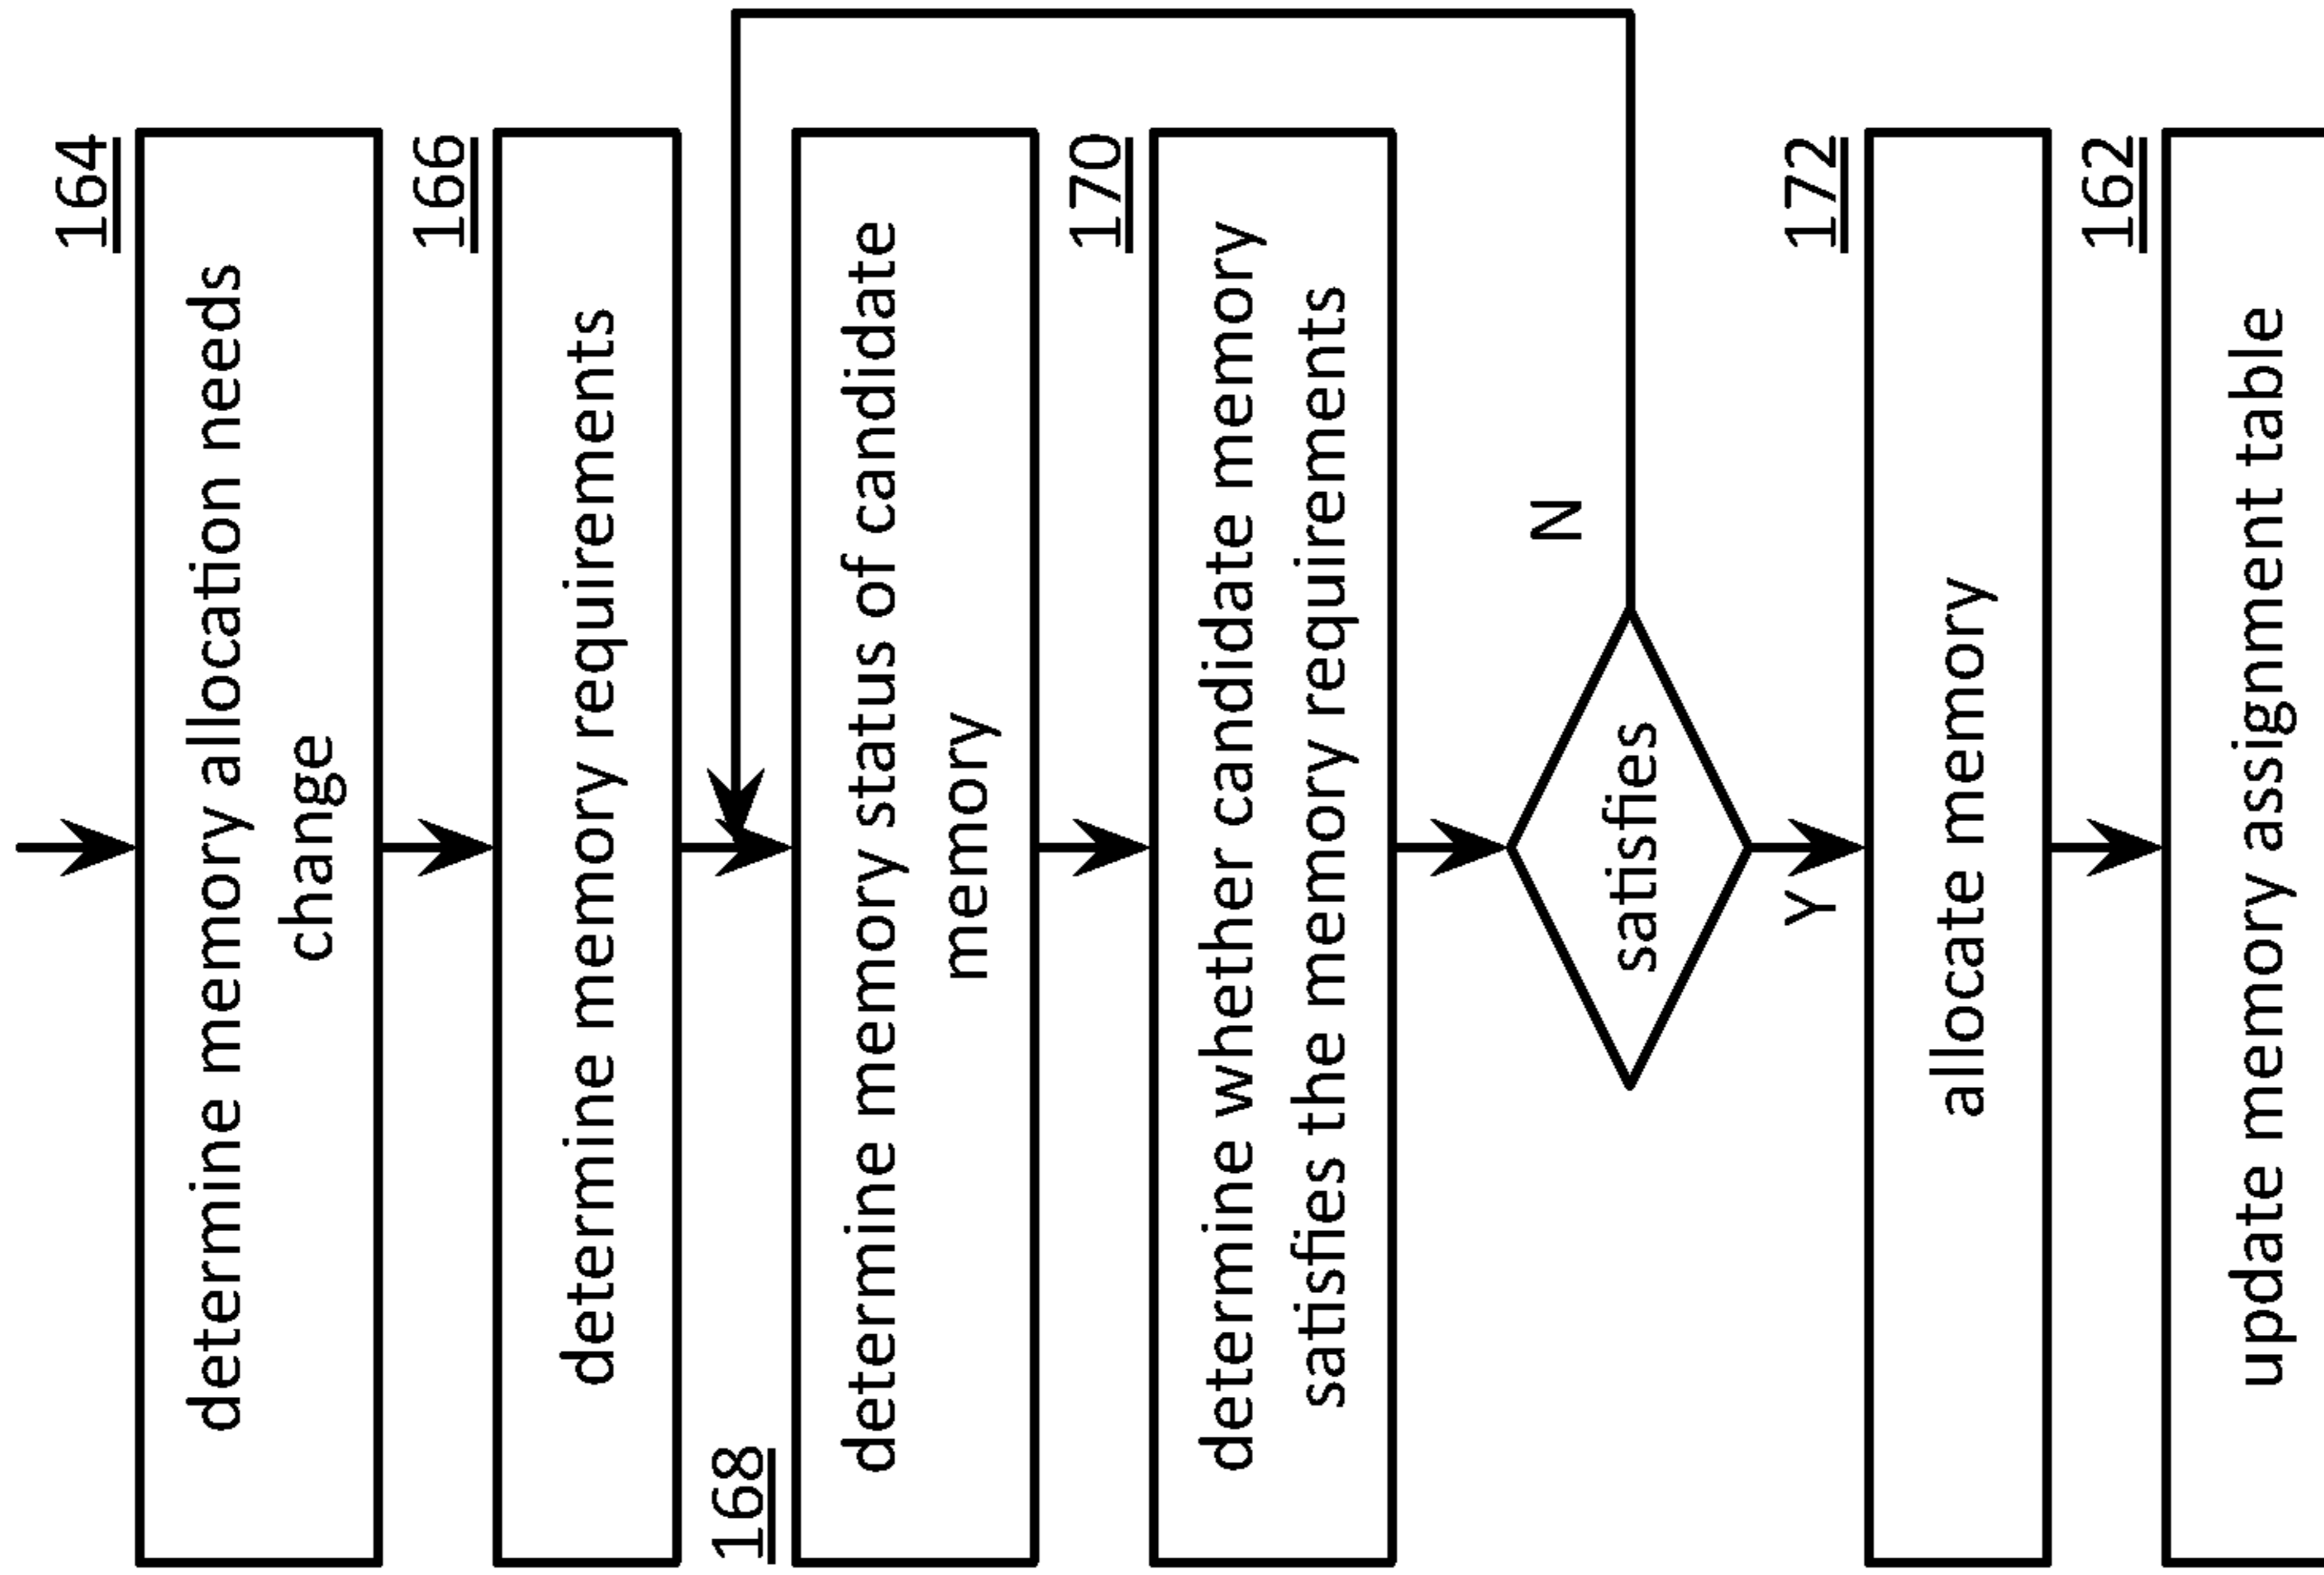 164
determine memory allocation needs
change
166
determine memory requirements
168
determine memory status of candidate
memory
170
determine whether candidate memory
satisfies the memory requirements
satisfies
N
Y
172
allocate memory
162
update memory assignment table